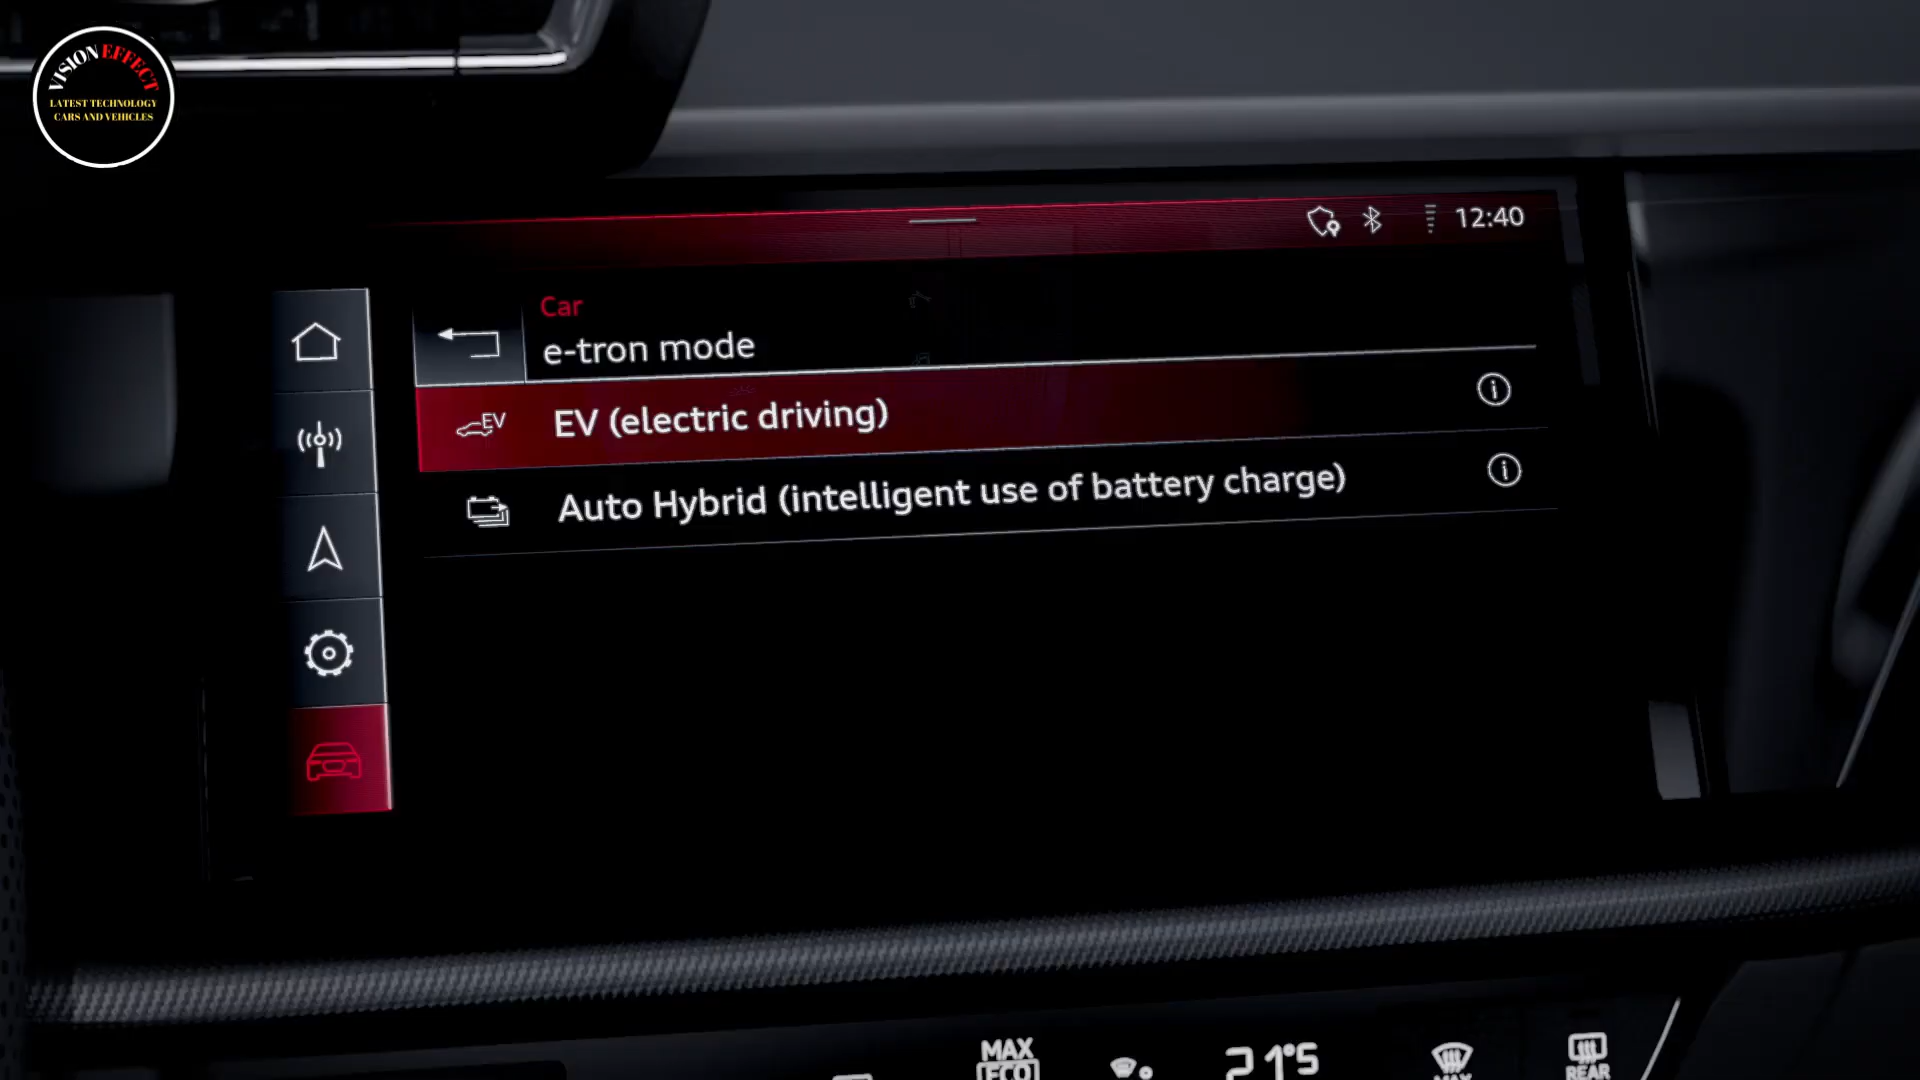 VISION EFFECT
LATEST TECHNOLOGY
CARS AND VEHICLES
12:40
Car
e-tron mode
EV
EV (electric driving)
Auto Hybrid (intelligent use of battery charge)
MAX
ECO
21°5
MAX
REAR